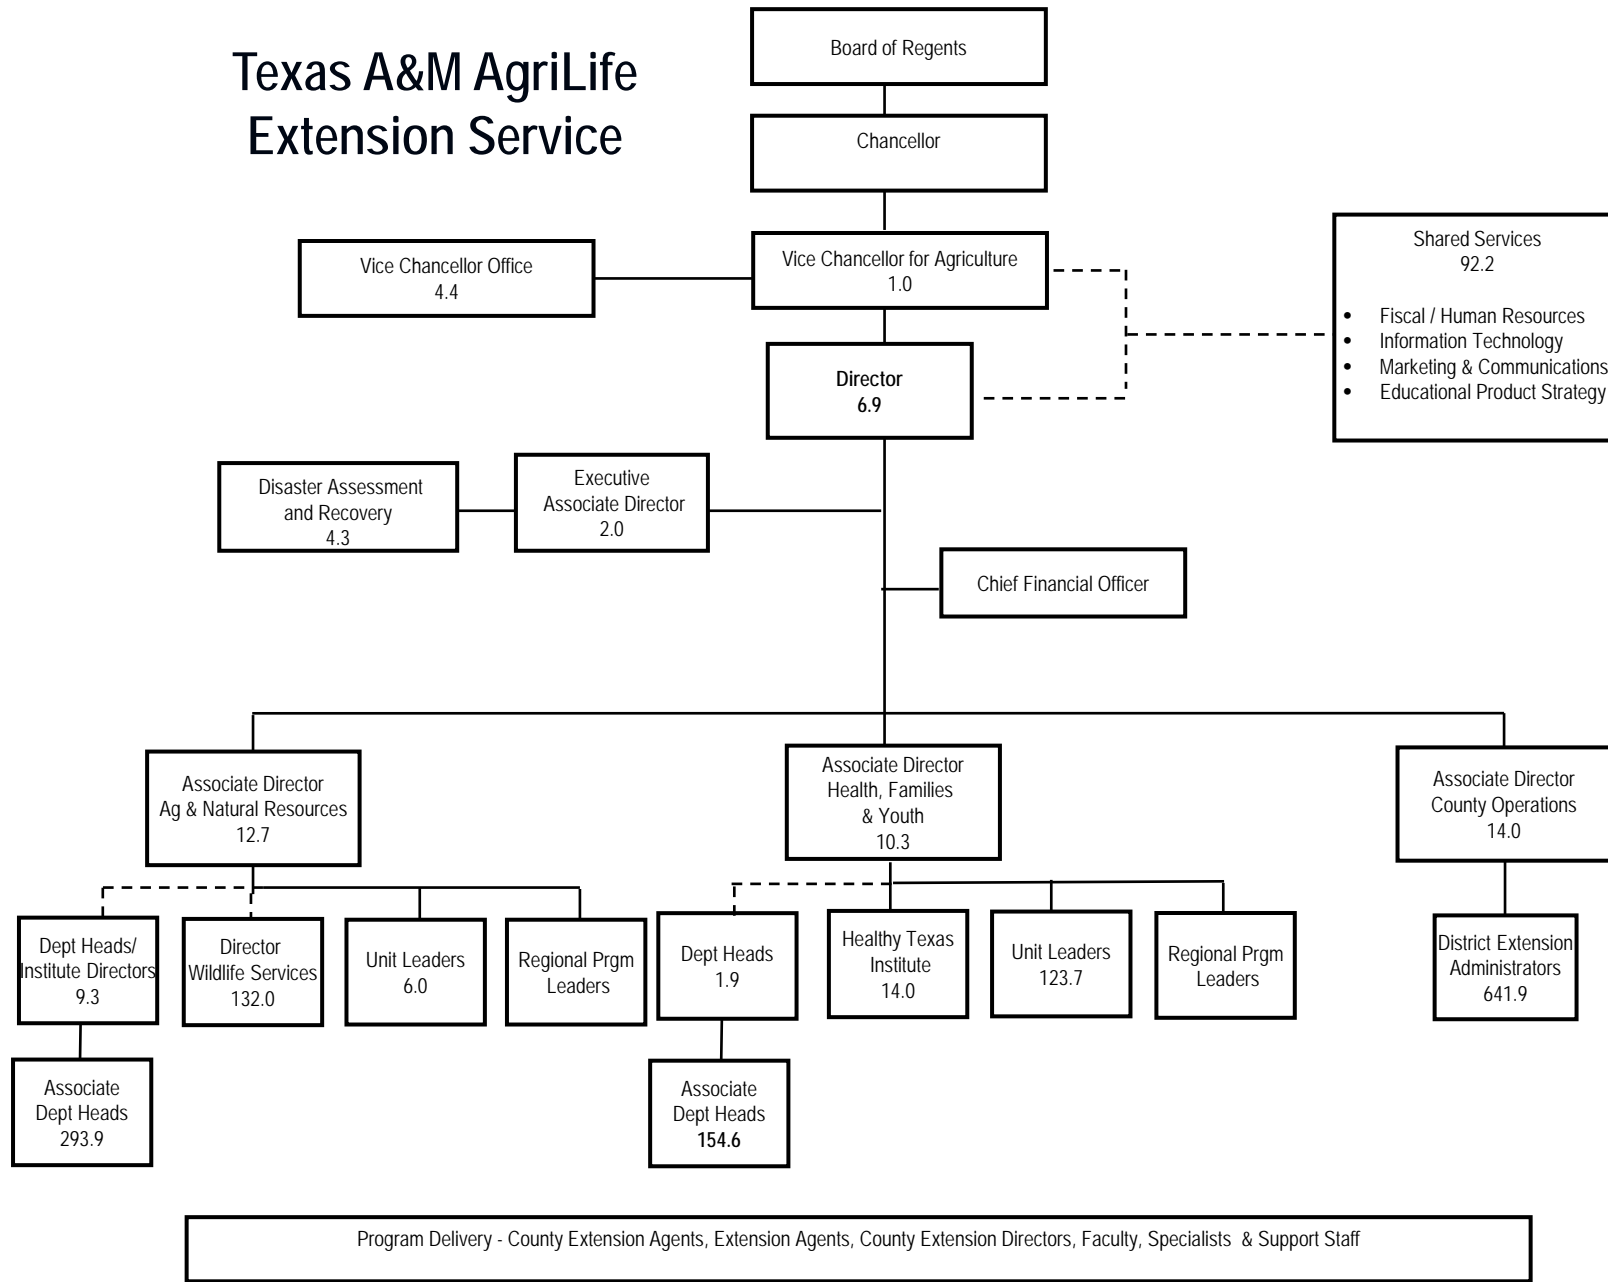 Texas A&M AgriLife
Extension Service
Board of Regents
Chancellor
Vice Chancellor Office
4.4
Vice Chancellor for Agriculture
1.0
Shared Services
92.2
• Fiscal / Human Resources
• Information Technology
• Marketing & Communications
• Educational Product Strategy
Director
6.9
Disaster Assessment
and Recovery
4.3
Executive
Associate Director
2.0
Chief Financial Officer
Associate Director
Ag & Natural Resources
12.7
Associate Director
Health, Families
& Youth
10.3
Associate Director
County Operations
14.0
Dept Heads/
Institute Directors
9.3
Director
Wildlife Services
132.0
Unit Leaders
6.0
Regional Prgm
Leaders
Dept Heads
1.9
Healthy Texas
Institute
14.0
Unit Leaders
123.7
Regional Prgm
Leaders
District Extension
Administrators
641.9
Associate
Dept Heads
293.9
Associate
Dept Heads
154.6
Program Delivery - County Extension Agents, Extension Agents, County Extension Directors, Faculty, Specialists & Support Staff